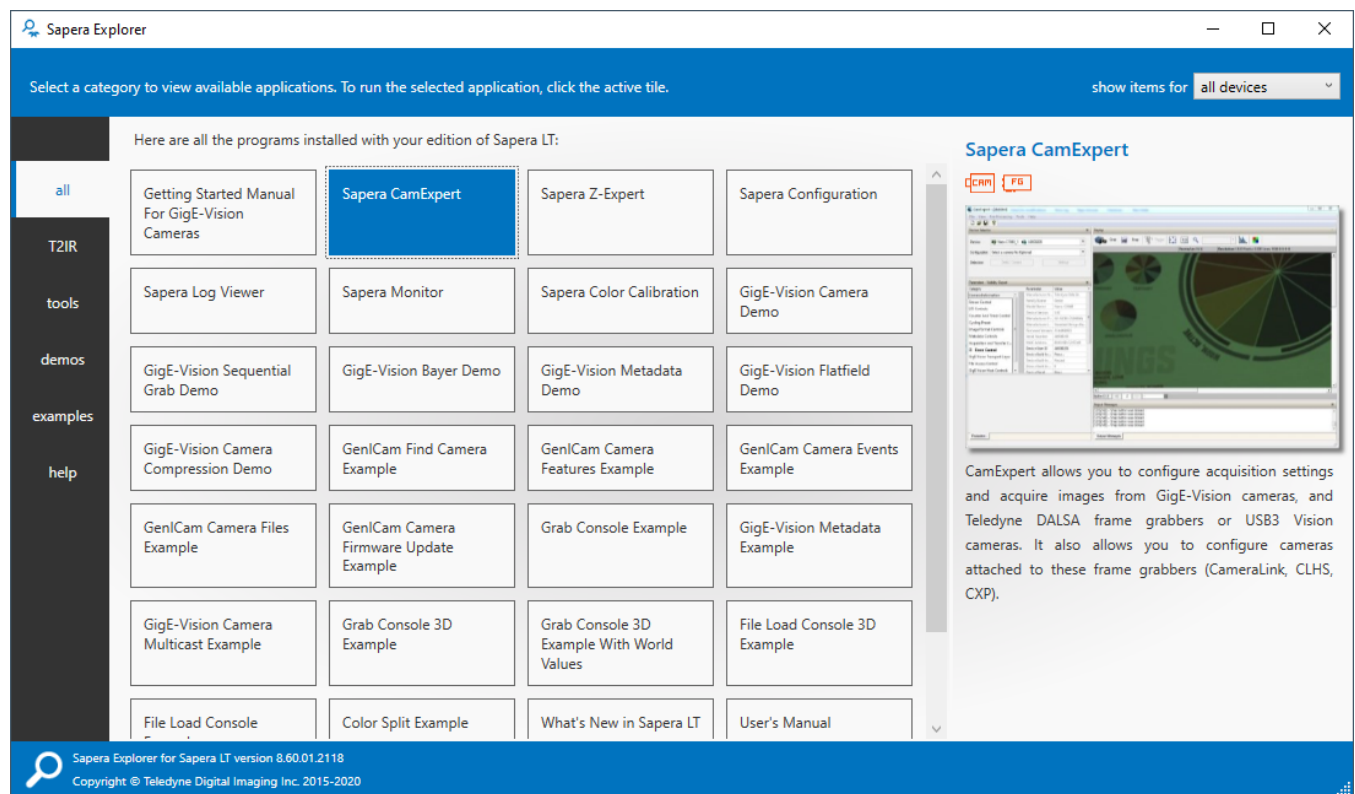 Sapera Explorer
Select a category to view available applications. To run the selected application, click the active tile.
show items for
all devices
Here are all the programs installed with your edition of Sapera LT:
all
T2IR
tools
demos
examples
help
Getting Started Manual
For GigE-Vision
Cameras
Sapera CamExpert
Sapera Z-Expert
Sapera Configuration
Sapera Log Viewer
Sapera Monitor
Sapera Color Calibration
GigE-Vision Camera
Demo
GigE-Vision Sequential
Grab Demo
GigE-Vision Bayer Demo
GigE-Vision Metadata
Demo
GigE-Vision Flatfield
Demo
GigE-Vision Camera
Compression Demo
GenICam Find Camera
Example
GenICam Camera
Features Example
GenICam Camera Events
Example
GenICam Camera Files
Example
GenICam Camera
Firmware Update
Example
Grab Console Example
GigE-Vision Metadata
Example
GigE-Vision Camera
Multicast Example
Grab Console 3D
Example
Grab Console 3D
Example With World
Values
File Load Console 3D
Example
File Load Console
Color Split Example
What's New in Sapera LT
User's Manual
Sapera CamExpert
CAM
FG
CamExpert allows you to configure acquisition settings
and acquire images from GigE-Vision cameras, and
Teledyne DALSA frame grabbers or USB3 Vision
cameras. It also allows you to configure cameras
attached to these frame grabbers (CameraLink, CLHS,
CXP).
Sapera Explorer for Sapera LT version 8.60.01.2118
Copyright © Teledyne Digital Imaging Inc. 2015-2020